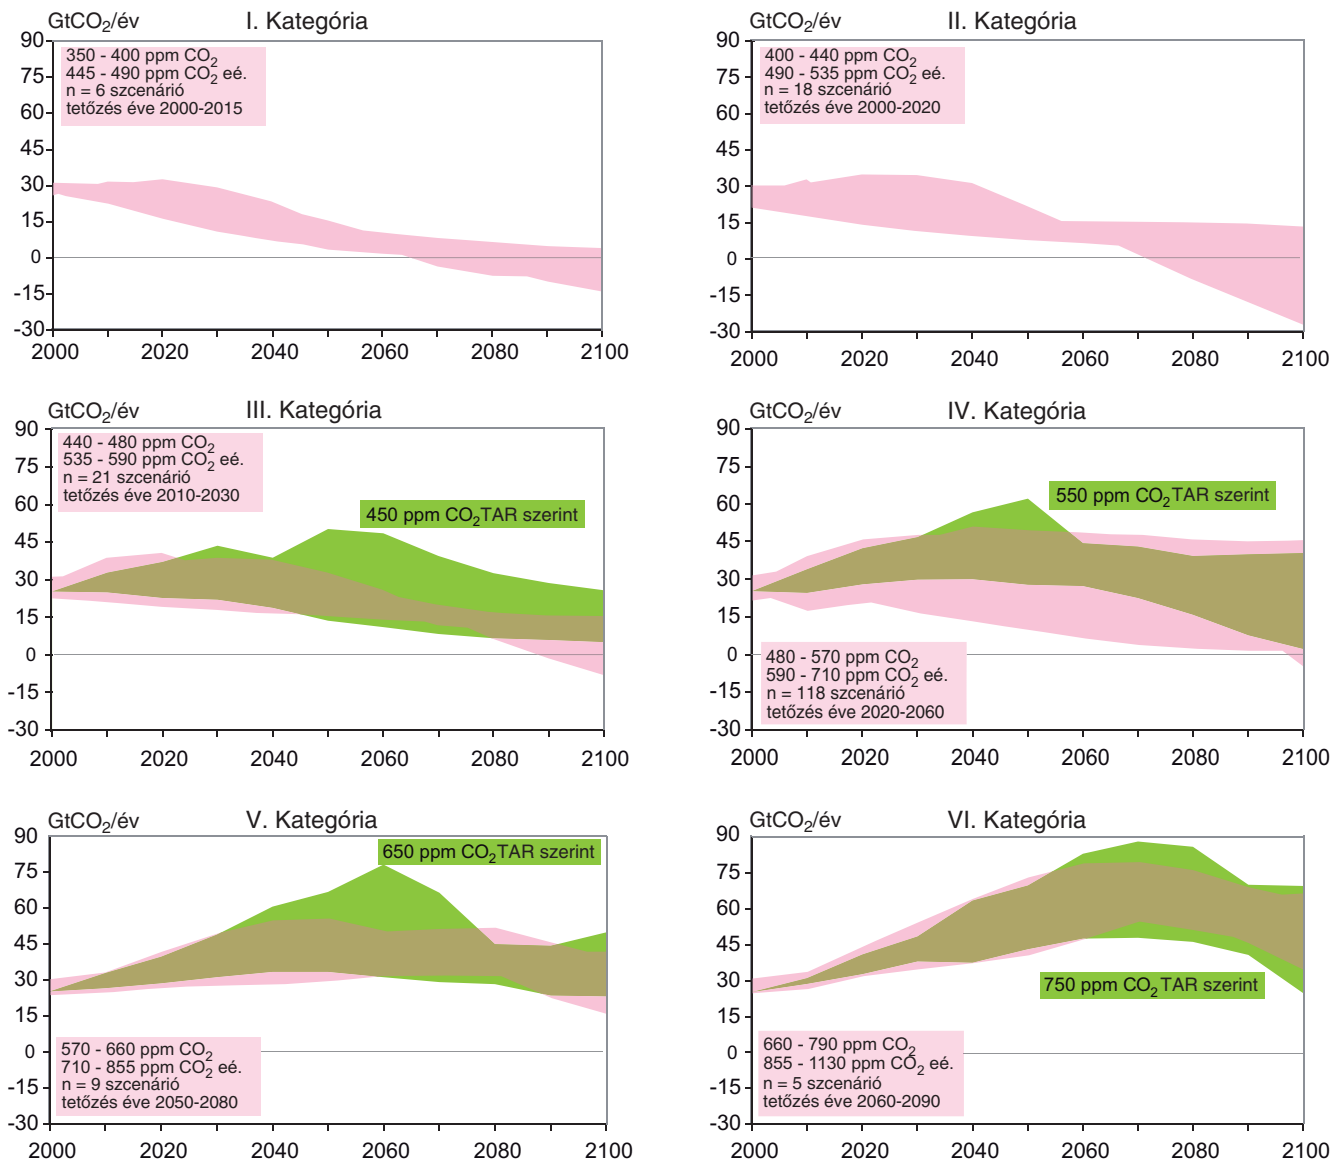 GtCO2/év
I. Kategória
90
75
60
45
30
15
0
-15
-30
350 - 400 ppm CO2
445 - 490 ppm CO2 eé.
n = 6 szcenárió
tetőzés éve 2000-2015
2000 2020 2040 2060 2080 2100
GtCO2/év
II. Kategória
90
75
60
45
30
15
0
-15
-30
400 - 440 ppm CO2
490 - 535 ppm CO2 eé.
n = 18 szcenárió
tetőzés éve 2000-2020
2000 2020 2040 2060 2080 2100
GtCO2/év
III. Kategória
90
75
60
45
30
15
0
-15
-30
440 - 480 ppm CO2
535 - 590 ppm CO2 eé.
n = 21 szcenárió
tetőzés éve 2010-2030
450 ppm CO2TAR szerint
2000 2020 2040 2060 2080 2100
GtCO2/év
IV. Kategória
90
75
60
45
30
15
0
-15
-30
550 ppm CO2TAR szerint
480 - 570 ppm CO2
590 - 710 ppm CO2 eé.
n = 118 szcenárió
tetőzés éve 2020-2060
2000 2020 2040 2060 2080 2100
GtCO2/év
V. Kategória
90
75
60
45
30
15
0
-15
-30
650 ppm CO2TAR szerint
570 - 660 ppm CO2
710 - 855 ppm CO2 eé.
n = 9 szcenárió
tetőzés éve 2050-2080
2000 2020 2040 2060 2080 2100
GtCO2/év
VI. Kategória
90
75
60
45
30
15
0
-15
-30
750 ppm CO2TAR szerint
660 - 790 ppm CO2
855 - 1130 ppm CO2 eé.
n = 5 szcenárió
tetőzés éve 2060-2090
2000 2020 2040 2060 2080 2100